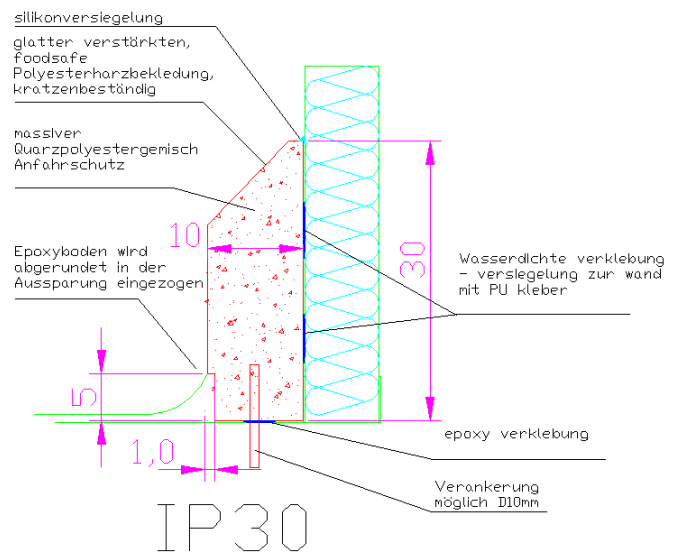 silikonversiegelung
glatter verstärkten,
foodsafe
Polyesterharzbekledung,
kratzenbeständig
massiver
Quarzpolyestergemisch
Anfahrschutz
10
30
Epoxyboden wird
abgerundet in der
Aussparung eingezogen
Wasserdichte verklebung
- versiegelung zur wand
mit PU kleber
5
1,0
epoxy verklebung
Verankerung
möglich D10mm
IP30